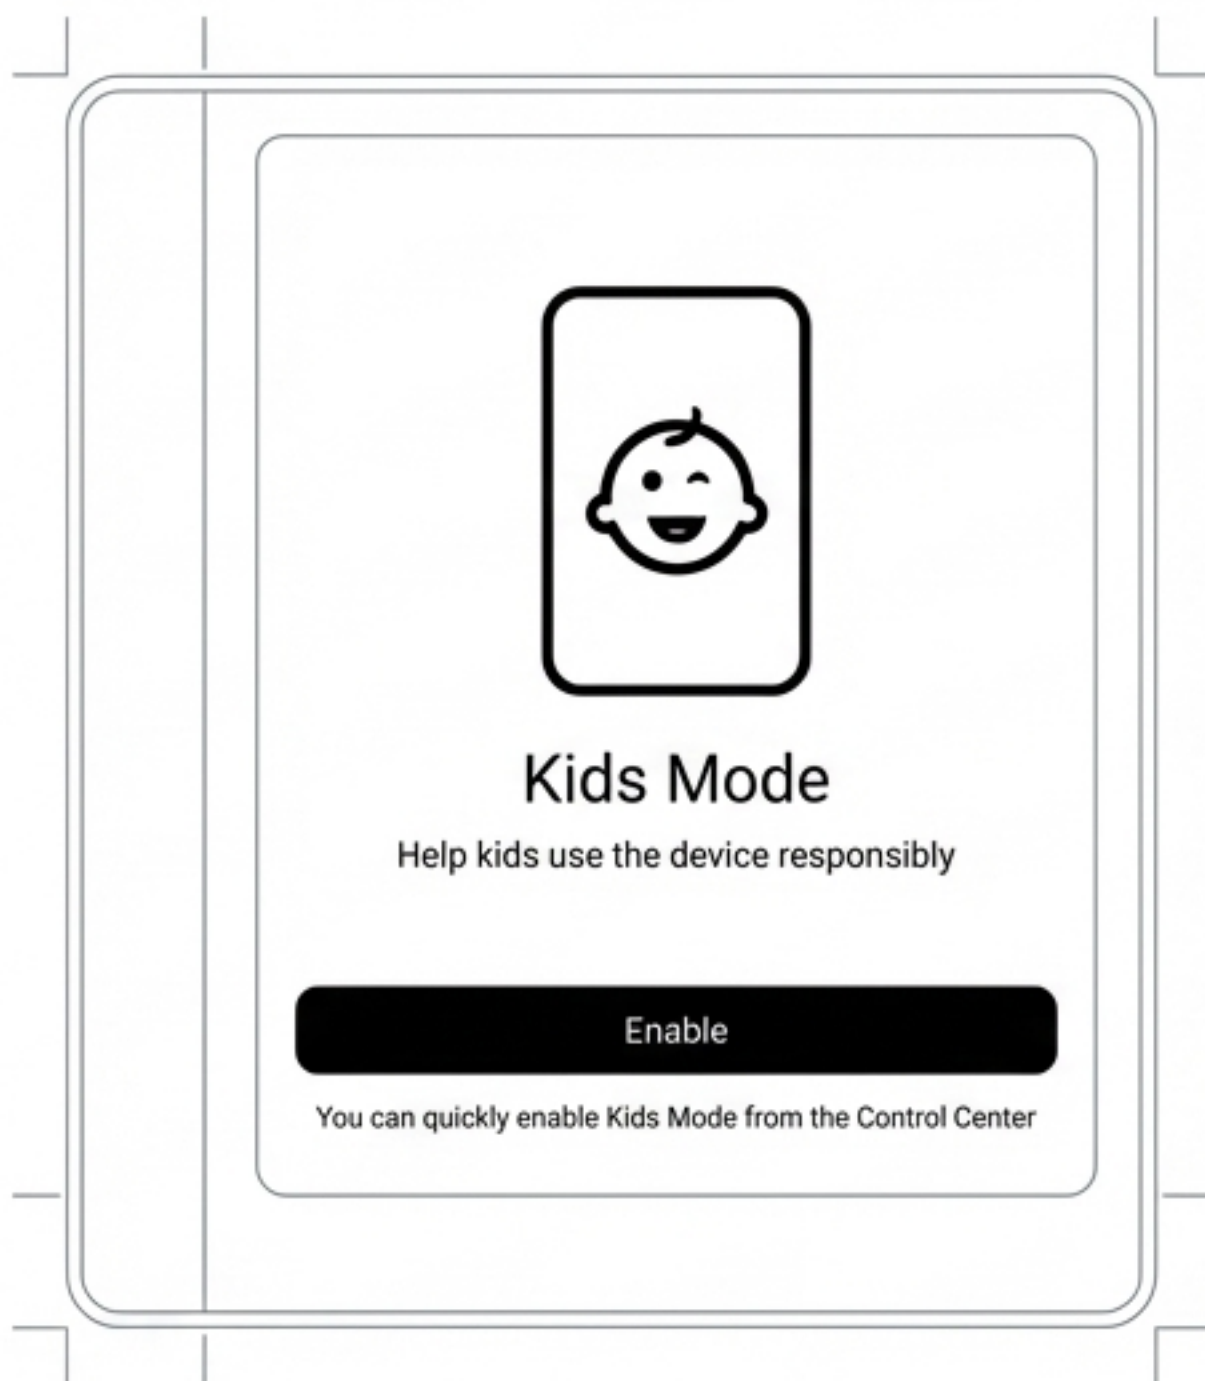 Kids Mode
Help kids use the device responsibly
Enable
You can quickly enable Kids Mode from the Control Center